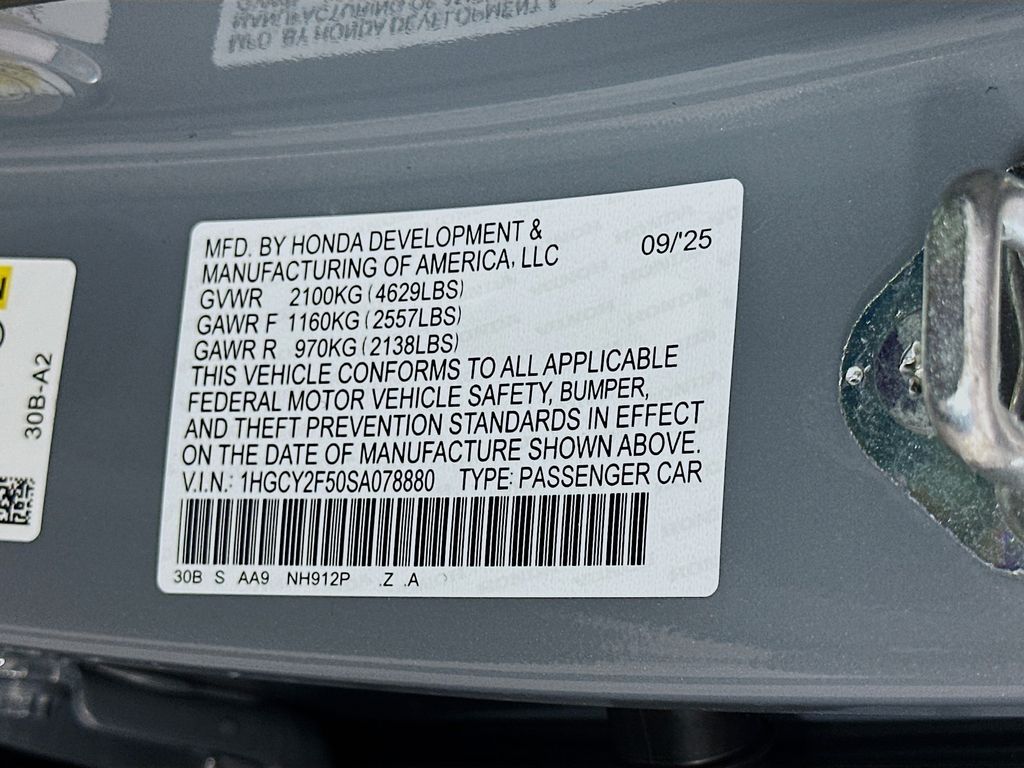 MFD. BY HONDA DEVELOPMENT &
MANUFACTURING OF AMERICA, LLC
09/'25
GVWR 2100KG (4629LBS)
GAWR F 1160KG (2557LBS)
GAWR R 970KG (2138LBS)
THIS VEHICLE CONFORMS TO ALL APPLICABLE
FEDERAL MOTOR VEHICLE SAFETY, BUMPER,
AND THEFT PREVENTION STANDARDS IN EFFECT
ON THE DATE OF MANUFACTURE SHOWN ABOVE.
V.I.N.: 1HGCY2F50SA078880 TYPE: PASSENGER CAR
30B S AA9 NH912P .Z .A
30B-A2